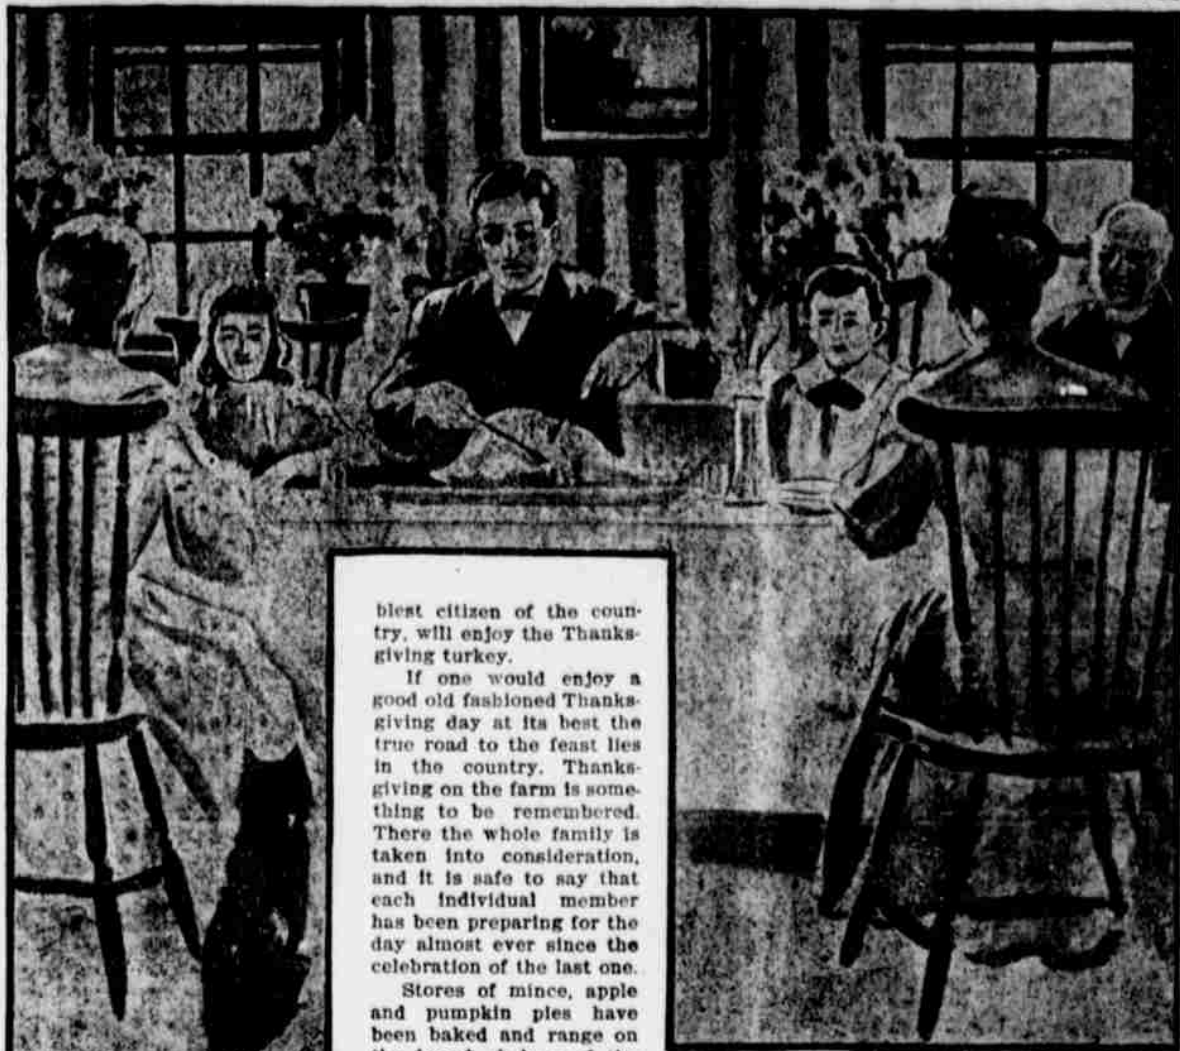 blest citizen of the coun-
try, will enjoy the Thanks-
giving turkey.
If one would enjoy a
good old fashioned Thanks-
giving day at its best the
true road to the feast lies
in the country. Thanks-
giving on the farm is some-
thing to be remembered.
There the whole family is
taken into consideration,
and it is safe to say that
each individual member
has been preparing for the
day almost ever since the
celebration of the last one.
Stores of mince, apple
and pumpkin pies have
been baked and range on